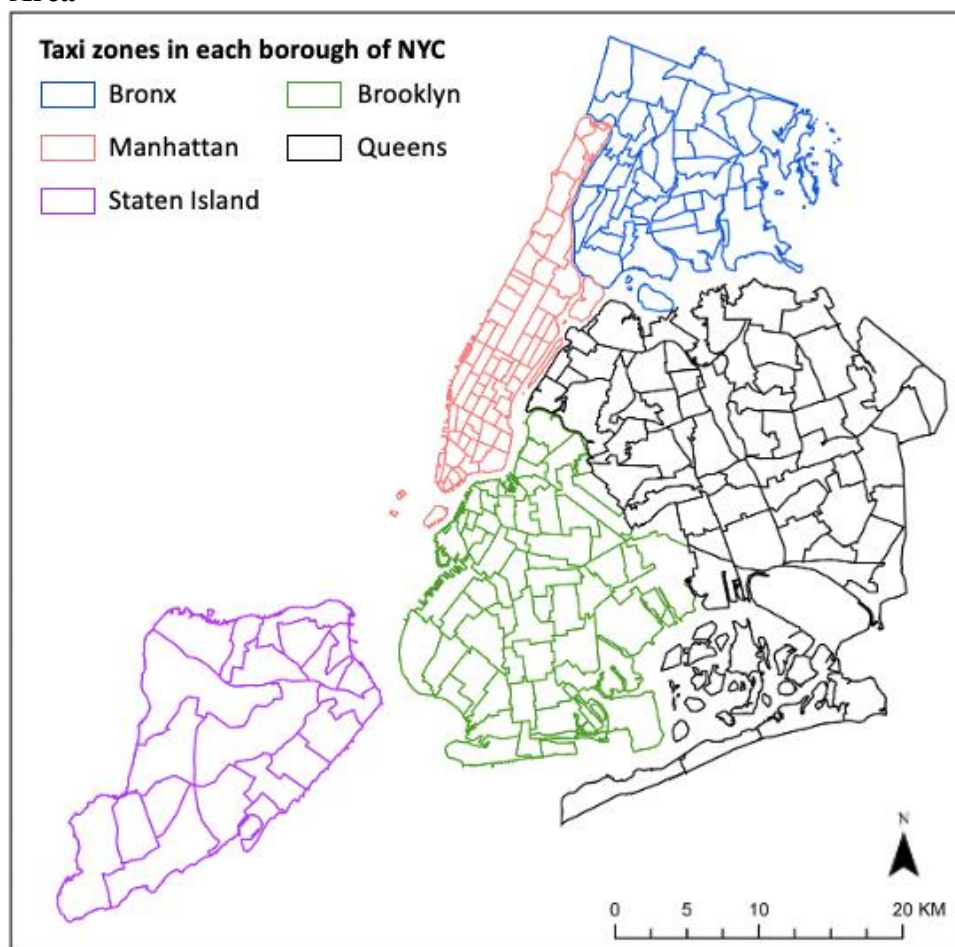 Taxi zones in each borough of NYC
Bronx Brooklyn
Manhattan Queens
Staten Island
N
0 5 10 20 KM